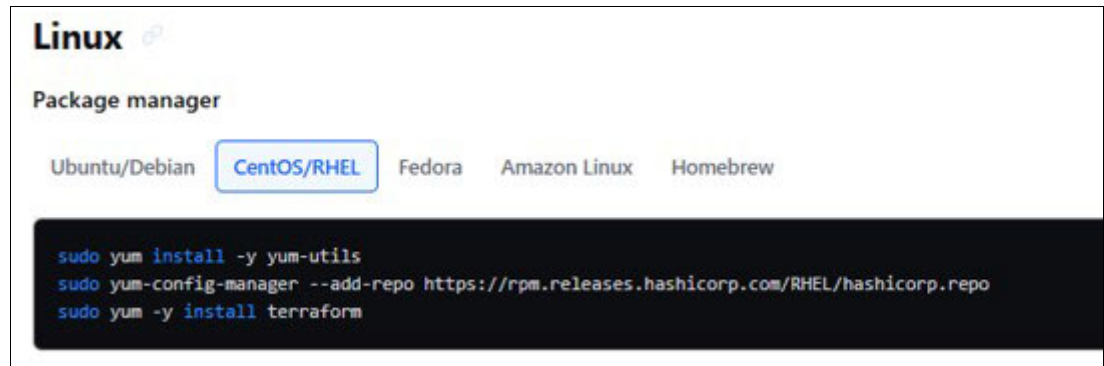 Linux
Package manager
Ubuntu/Debian CentOS/RHEL Fedora Amazon Linux Homebrew
sudo yum install -y yum-utils
sudo yum-config-manager --add-repo https://rpm.releases.hashicorp.com/RHEL/hashicorp.repo
sudo yum -y install terraform